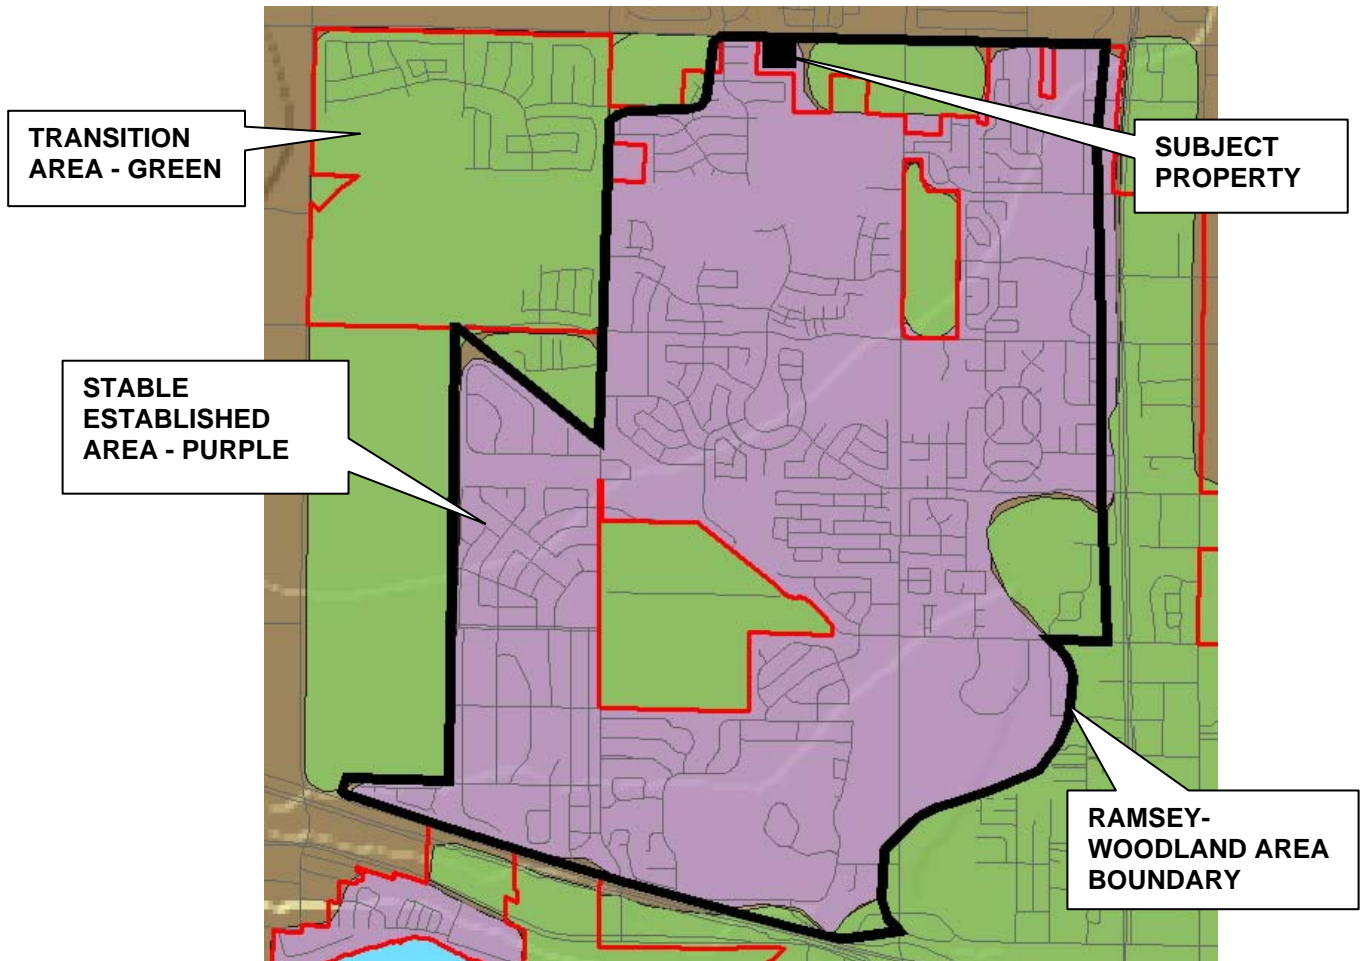 TRANSITION
AREA - GREEN
SUBJECT
PROPERTY
STABLE
ESTABLISHED
AREA - PURPLE
RAMSEY-
WOODLAND AREA
BOUNDARY